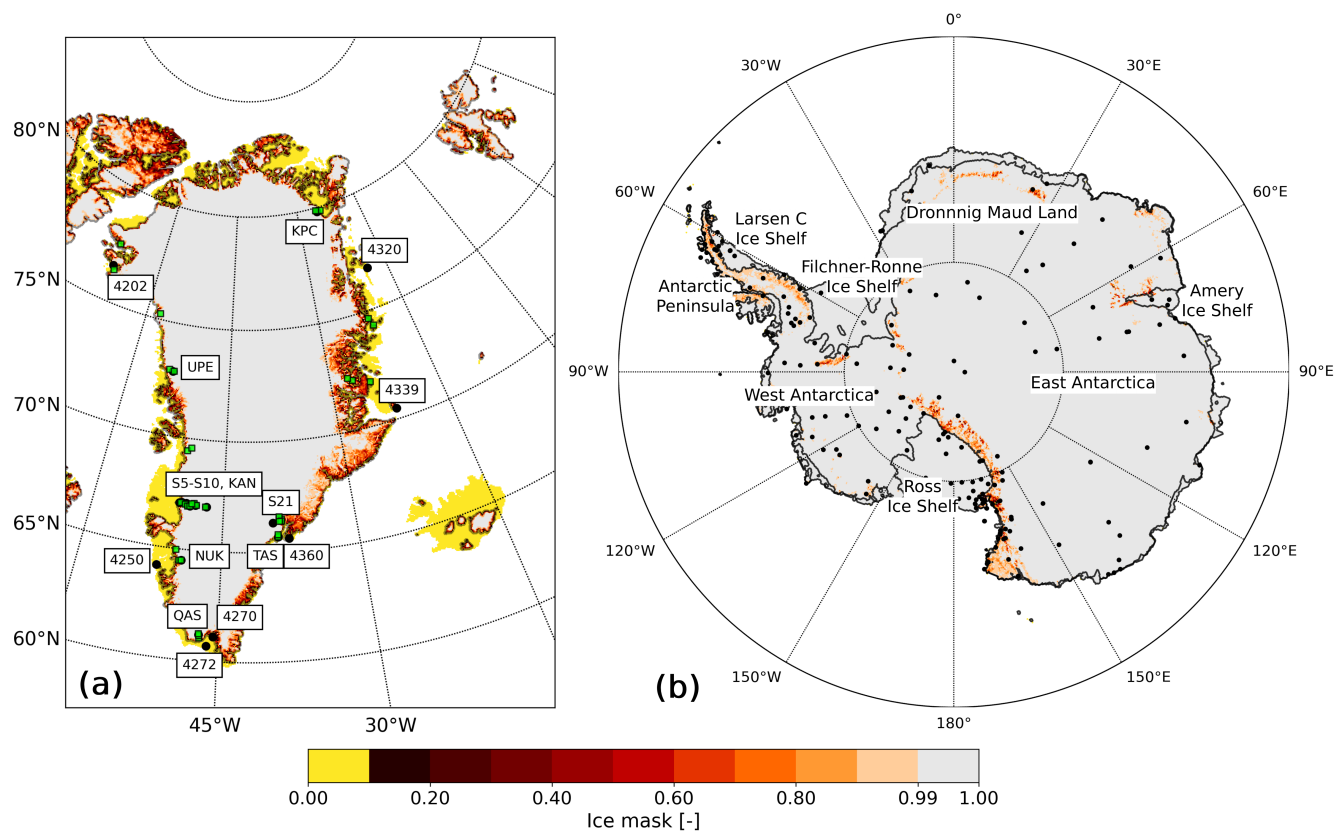 80°N
75°N
70°N
65°N
60°N
45°W
30°W
KPC
4320
4202
UPE
4339
S5-S10, KAN
S21
4250
NUK
TAS
4360
QAS
4270
4272
(a)
0°
30°W
30°E
60°W
60°E
90°W
90°E
120°W
120°E
150°W
150°E
180°
Larsen C
Ice Shelf
Dronnnig Maud Land
Filchner-Ronne
Ice Shelf
Antarctic
Peninsula
Amery
Ice Shelf
West Antarctica
East Antarctica
Ross
Ice Shelf
(b)
0.00
0.20
0.40
0.60
0.80
0.99
1.00
Ice mask [-]